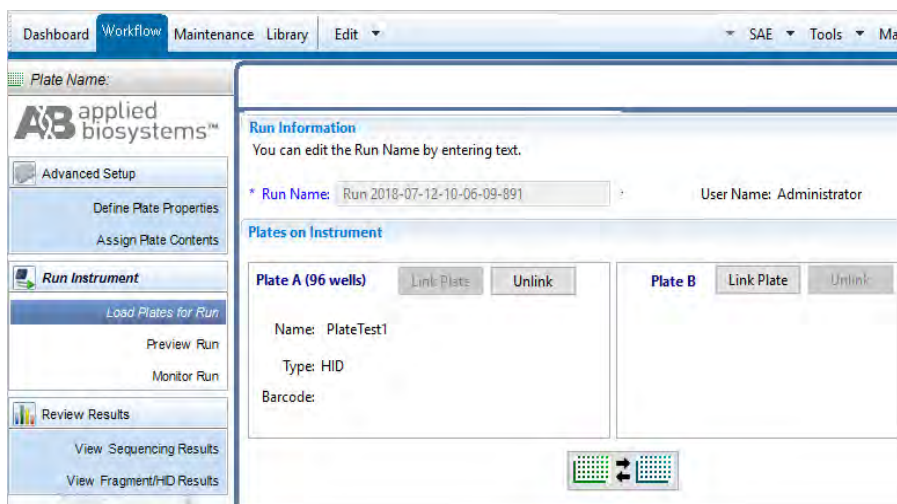 Dashboard Workflow Maintenance Library Edit SAE Tools Ma
Plate Name:
AB applied biosystems™
Advanced Setup
Define Plate Properties
Assign Plate Contents
Run Instrument
Load Plates for Run
Preview Run
Monitor Run
Review Results
View Sequencing Results
View Fragment/HID Results
Run Information
You can edit the Run Name by entering text.
* Run Name: Run 2018-07-12-10-06-09-891 User Name: Administrator
Plates on Instrument
Plate A (96 wells) Link Plate Unlink
Name: PlateTest1
Type: HID
Barcode:
Plate B Link Plate Unlink